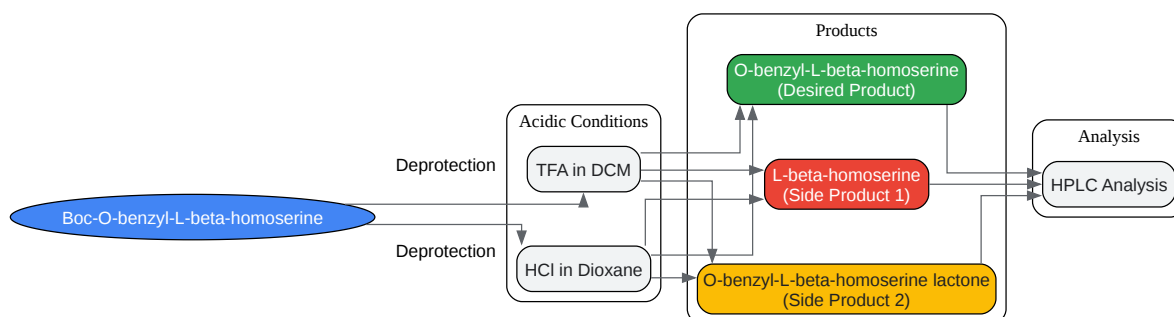 Products
O-benzyl-L-beta-homoserine
(Desired Product)
Acidic Conditions
Analysis
Deprotection
TFA in DCM
L-beta-homoserine
(Side Product 1)
HPLC Analysis
Boc-O-benzyl-L-beta-homoserine
Deprotection
HCl in Dioxane
O-benzyl-L-beta-homoserine lactone
(Side Product 2)